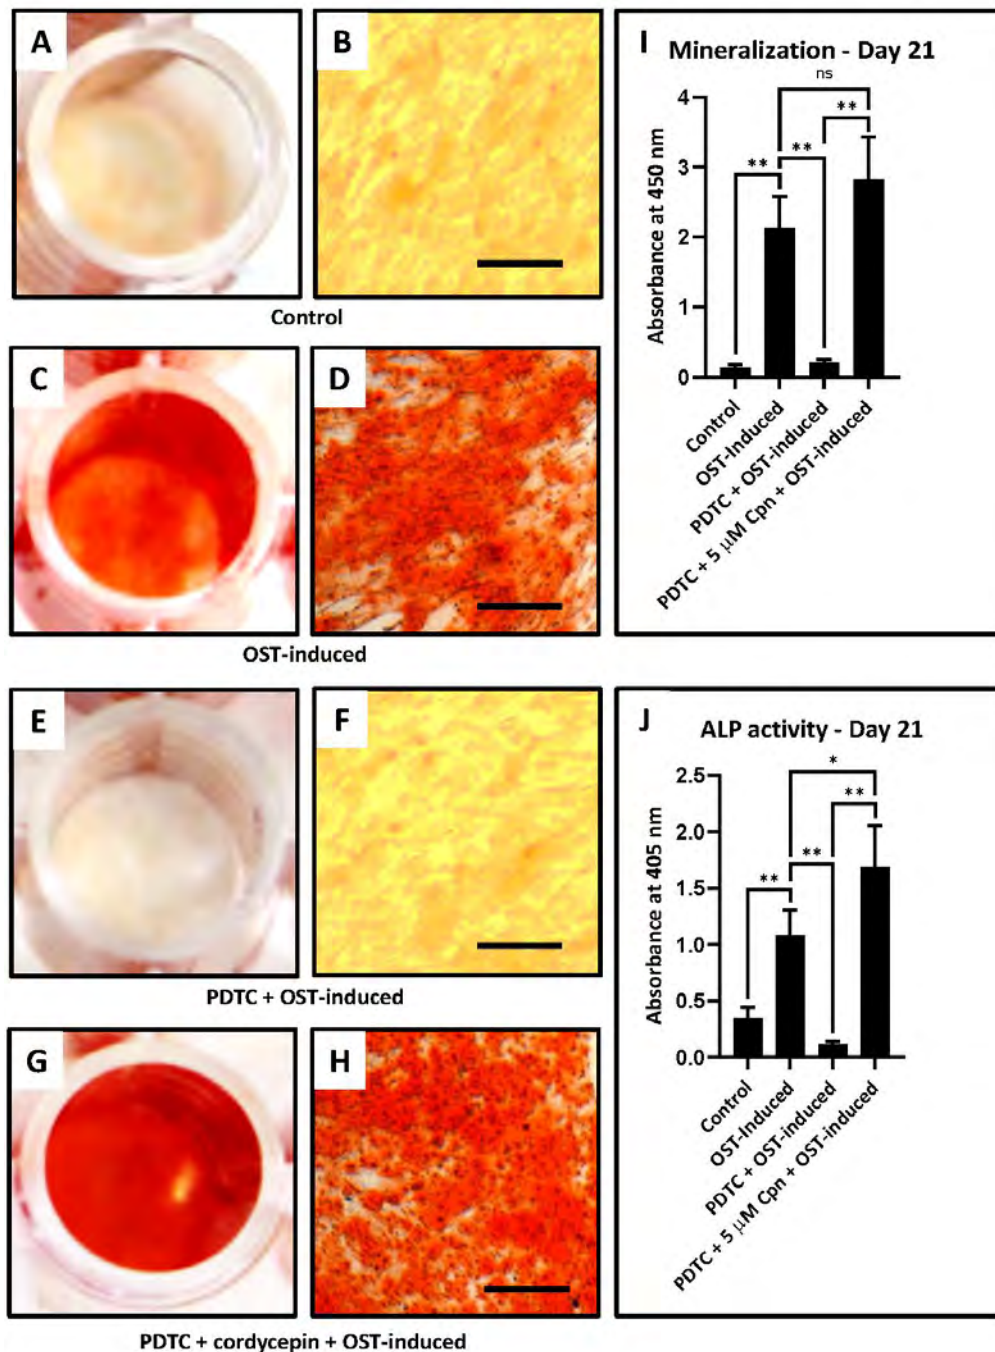 A
B
Control
C
D
OST-induced
E
F
PDTC + OST-induced
G
H
PDTC + cordycepin + OST-induced
I
Mineralization - Day 21
ns
**
**
**
Absorbance at 450 nm
4
3
2
1
0
Control
OST-Induced
PDTC + OST-induced
PDTC + 5 μM Cpn + OST-induced
J
ALP activity - Day 21
*
**
**
**
Absorbance at 405 nm
2.5
2.0
1.5
1.0
0.5
0.0
Control
OST-Induced
PDTC + OST-induced
PDTC + 5 μM Cpn + OST-induced